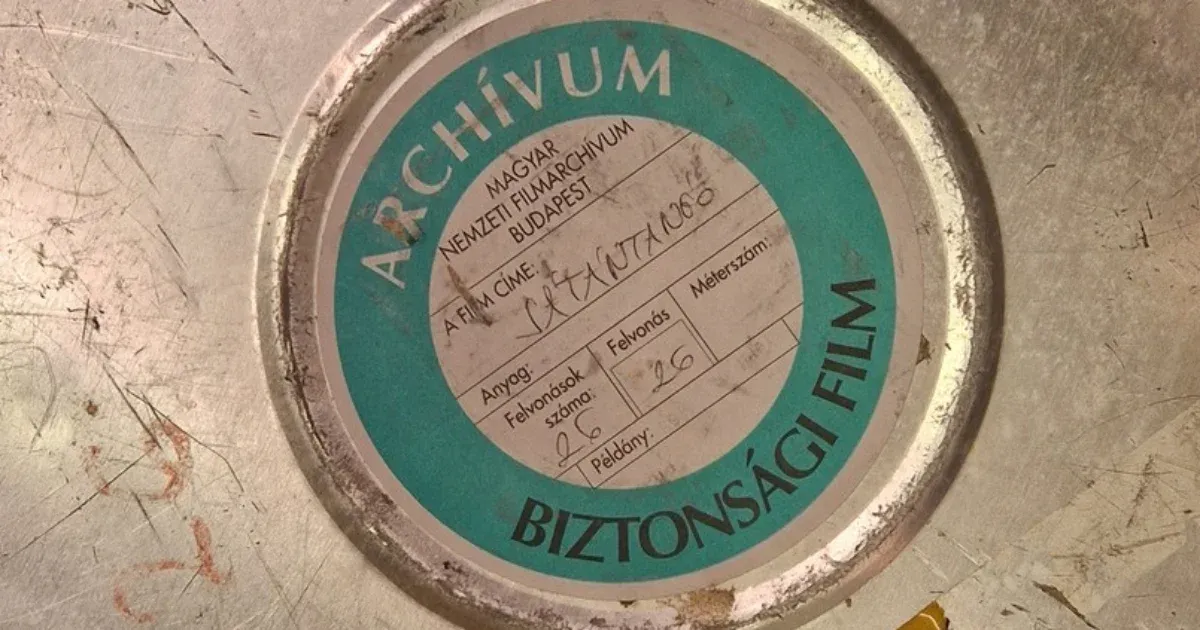 ARCHÍVUM
MAGYAR
NEMZETI FILMARCHÍVUM
BUDAPEST
A FILM CÍME:
SÁTÁNTANGÓ
Anyag:
Felvonás
Méterszám:
Felvonások
száma:
26
26
Példány:
BIZTONSÁGI FILM